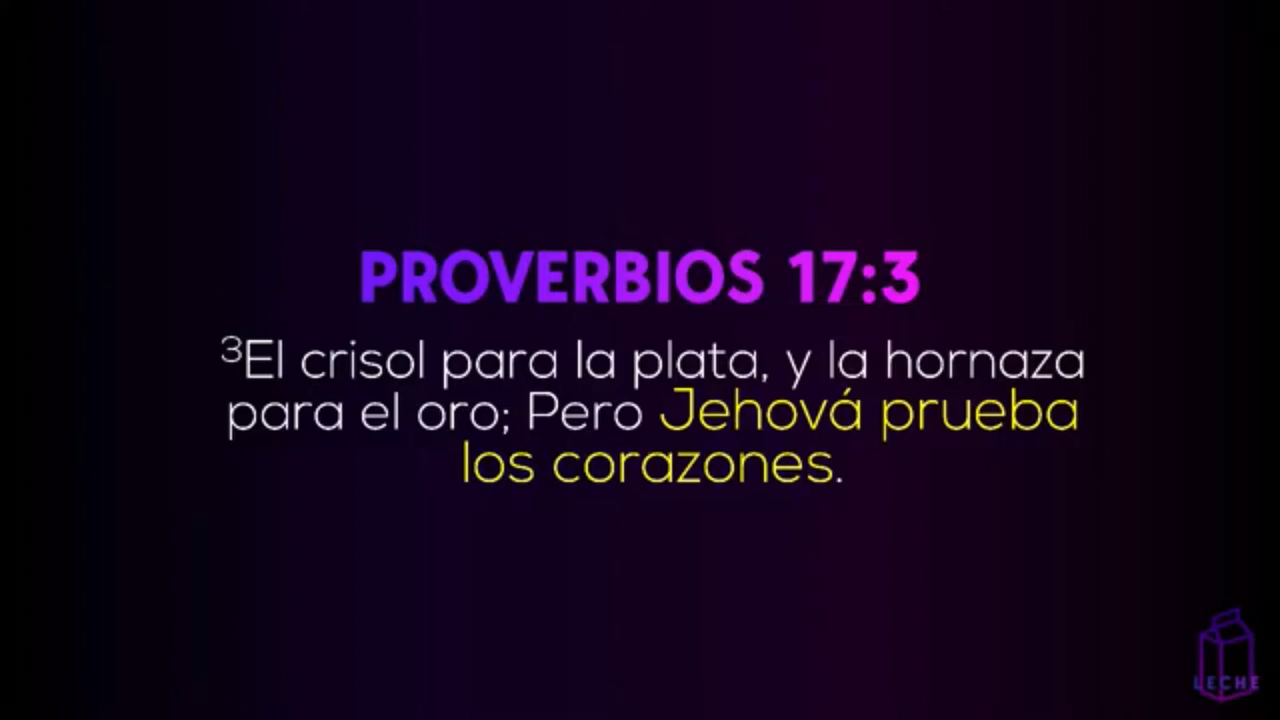 PROVERBIOS 17:3
³El crisol para la plata, y la hornaza
para el oro; Pero Jehová prueba
los corazones.
LECHE